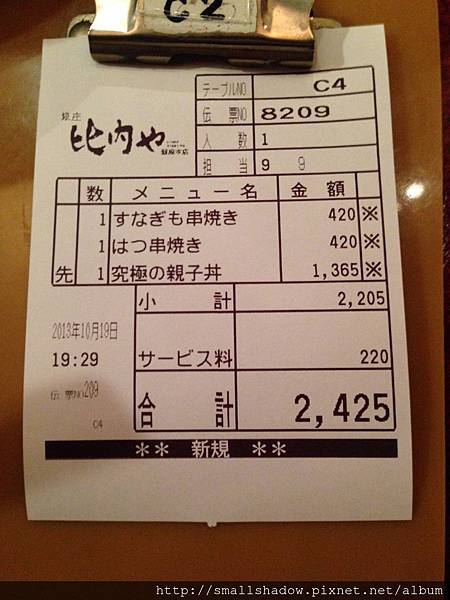 C2
テーブルNO C4
伝票NO 8209
人数 1
担当 9 9
銀座
比内や
銀座本店
数 メニュー名 金額
1 すなぎも串焼き 420 ※
1 はつ串焼き 420 ※
先 1 究極の親子丼 1,365 ※
小計 2,205
2013年10月19日
19:29
サービス料 220
伝票NO209
C4
合計 2,425
** 新規 **
http://smallshadow.pixnet.net/album